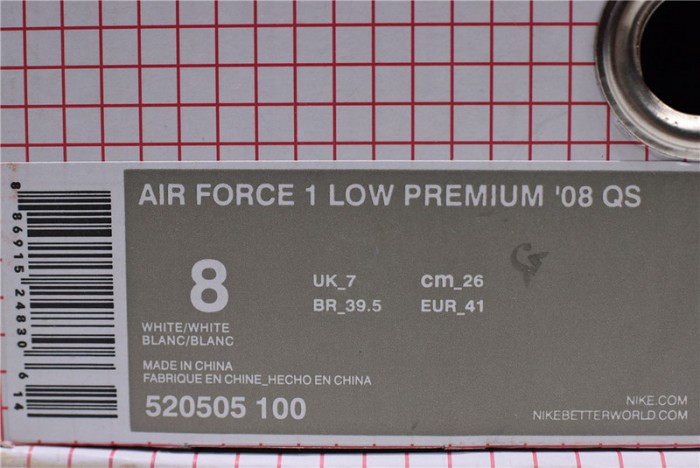 AIR FORCE 1 LOW PREMIUM '08 QS
8
UK_7 cm_26
BR_39.5 EUR_41
WHITE/WHITE
BLANC/BLANC
MADE IN CHINA
FABRIQUE EN CHINE_HECHO EN CHINA
520505 100
NIKE.COM
NIKEBETTERWORLD.COM
8 86915 24830 6 14